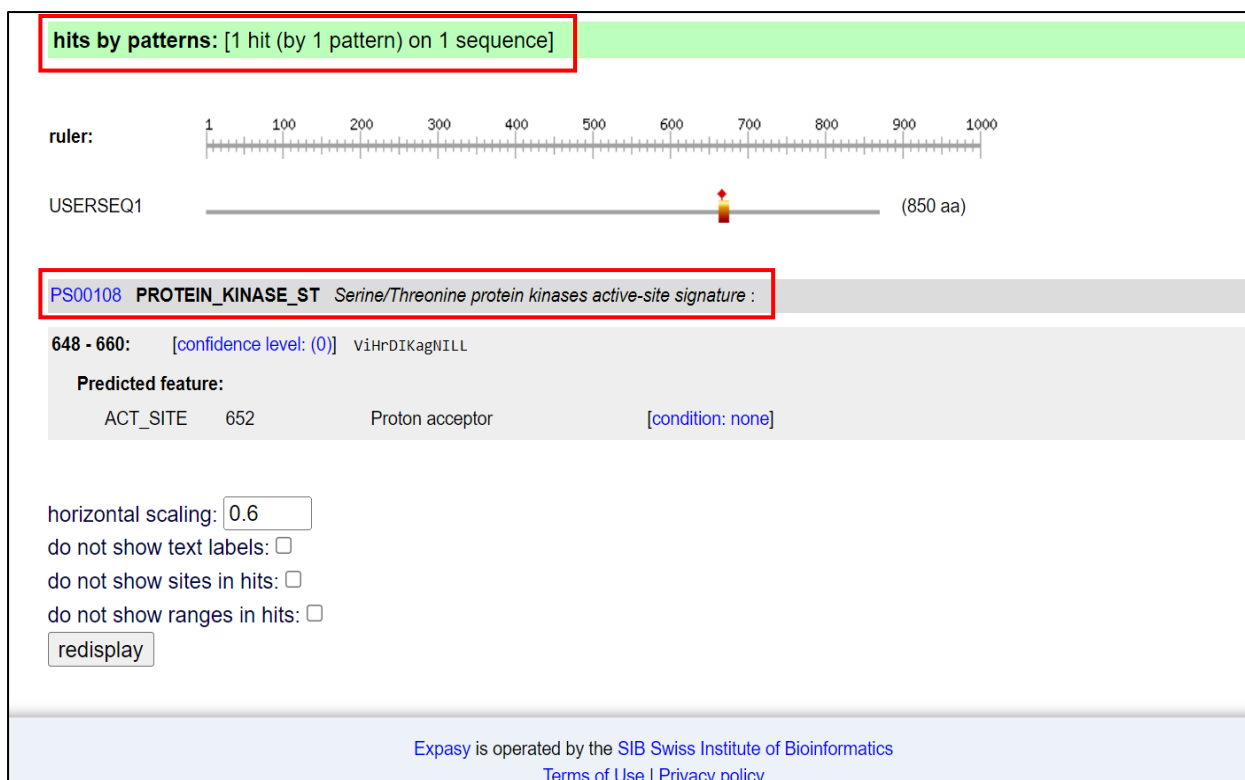 hits by patterns: [1 hit (by 1 pattern) on 1 sequence]
ruler:
1 100 200 300 400 500 600 700 800 900 1000
USERSEQ1 (850 aa)
PS00108 PROTEIN_KINASE_ST Serine/Threonine protein kinases active-site signature :
648 - 660: [confidence level: (0)] ViHrDIKagNILL
Predicted feature:
ACT_SITE 652 Proton acceptor [condition: none]
horizontal scaling: 0.6
do not show text labels:
do not show sites in hits:
do not show ranges in hits:
redisplay
Expasy is operated by the SIB Swiss Institute of Bioinformatics
Terms of Use | Privacy policy